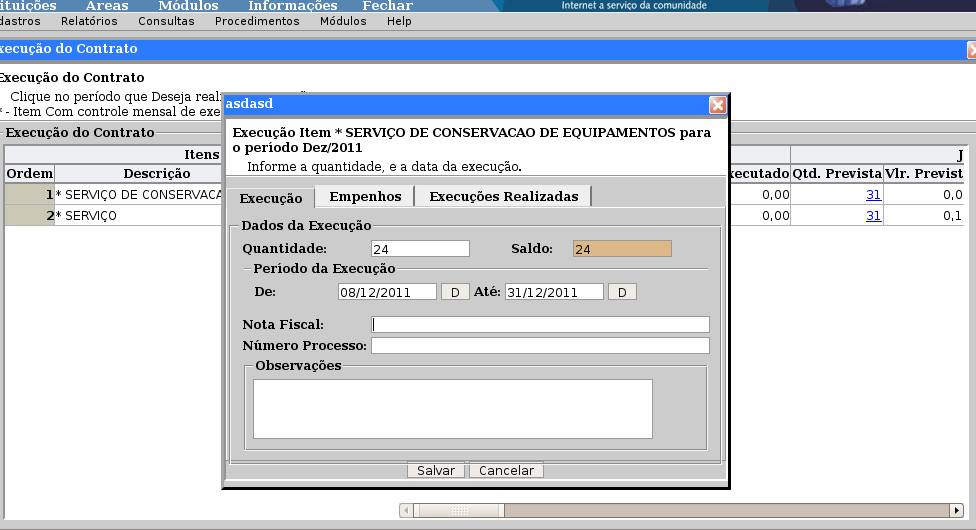 ituições Áreas Módulos Informações Fechar
Internet a serviço da comunidade
dastros Relatórios Consultas Procedimentos Módulos Help
xecução do Contrato
Execução do Contrato
Clique no período que Deseja real
* - Item Com controle mensal de exe
Execução do Contrato
Itens
J
Ordem Descrição
xecutado Qtd. Prevista Vlr. Previst
1 * SERVIÇO DE CONSERVACA
0,00 31 0,0
2 * SERVIÇO
0,00 31 0,1
asdasd
Execução Item * SERVIÇO DE CONSERVACAO DE EQUIPAMENTOS para
o período Dez/2011
Informe a quantidade, e a data da execução.
Execução Empenhos Execuções Realizadas
Dados da Execução
Quantidade: 24 Saldo: 24
Período da Execução
De: 08/12/2011 D Até: 31/12/2011 D
Nota Fiscal:
Número Processo:
Observações
Salvar Cancelar